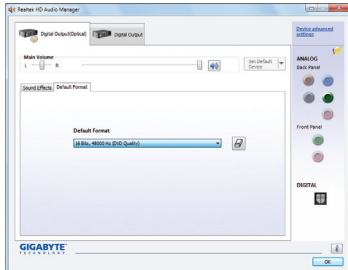 Realtek HD Audio Manager
Digital Output(Optical)
Digital Output
Device advanced
settings
Main Volume
L
R
Set Default
Device
ANALOG
Back Panel
Sound Effects
Default Format
Default Format
16 Bits, 48000 Hz (DVD Quality)
Front Panel
DIGITAL
GIGABYTE
TECHNOLOGY
OK